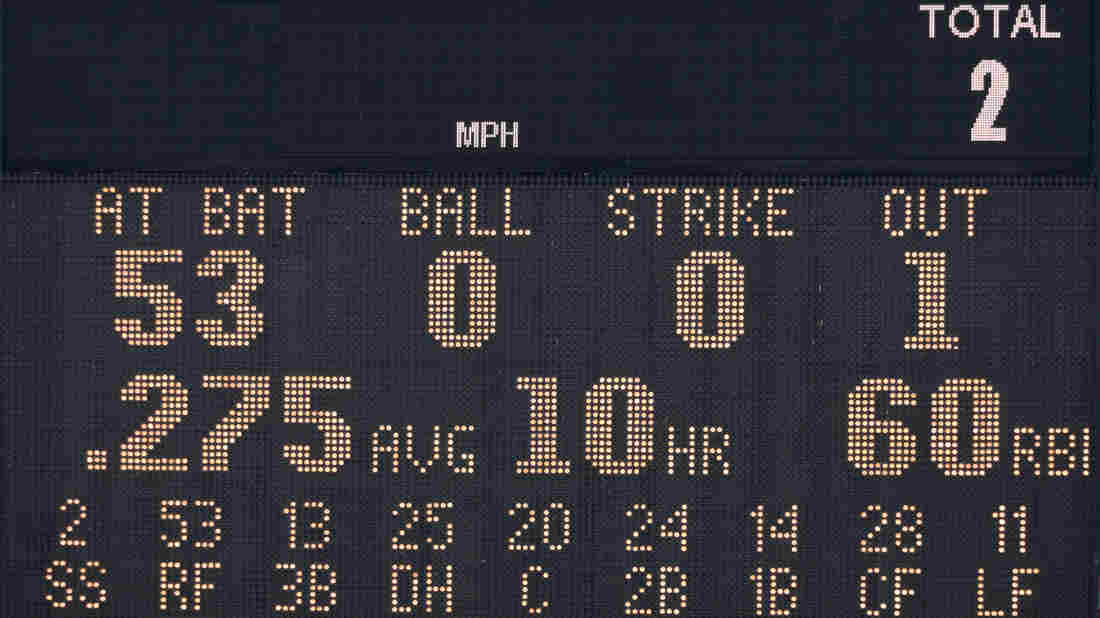 TOTAL
2
MPH
AT BAT BALL STRIKE OUT
53 0 0 1
.275 AVG 10 HR 60 RBI
2 53 13 25 20 24 14 28 11
SS RF 3B DH C 2B 1B CF LF